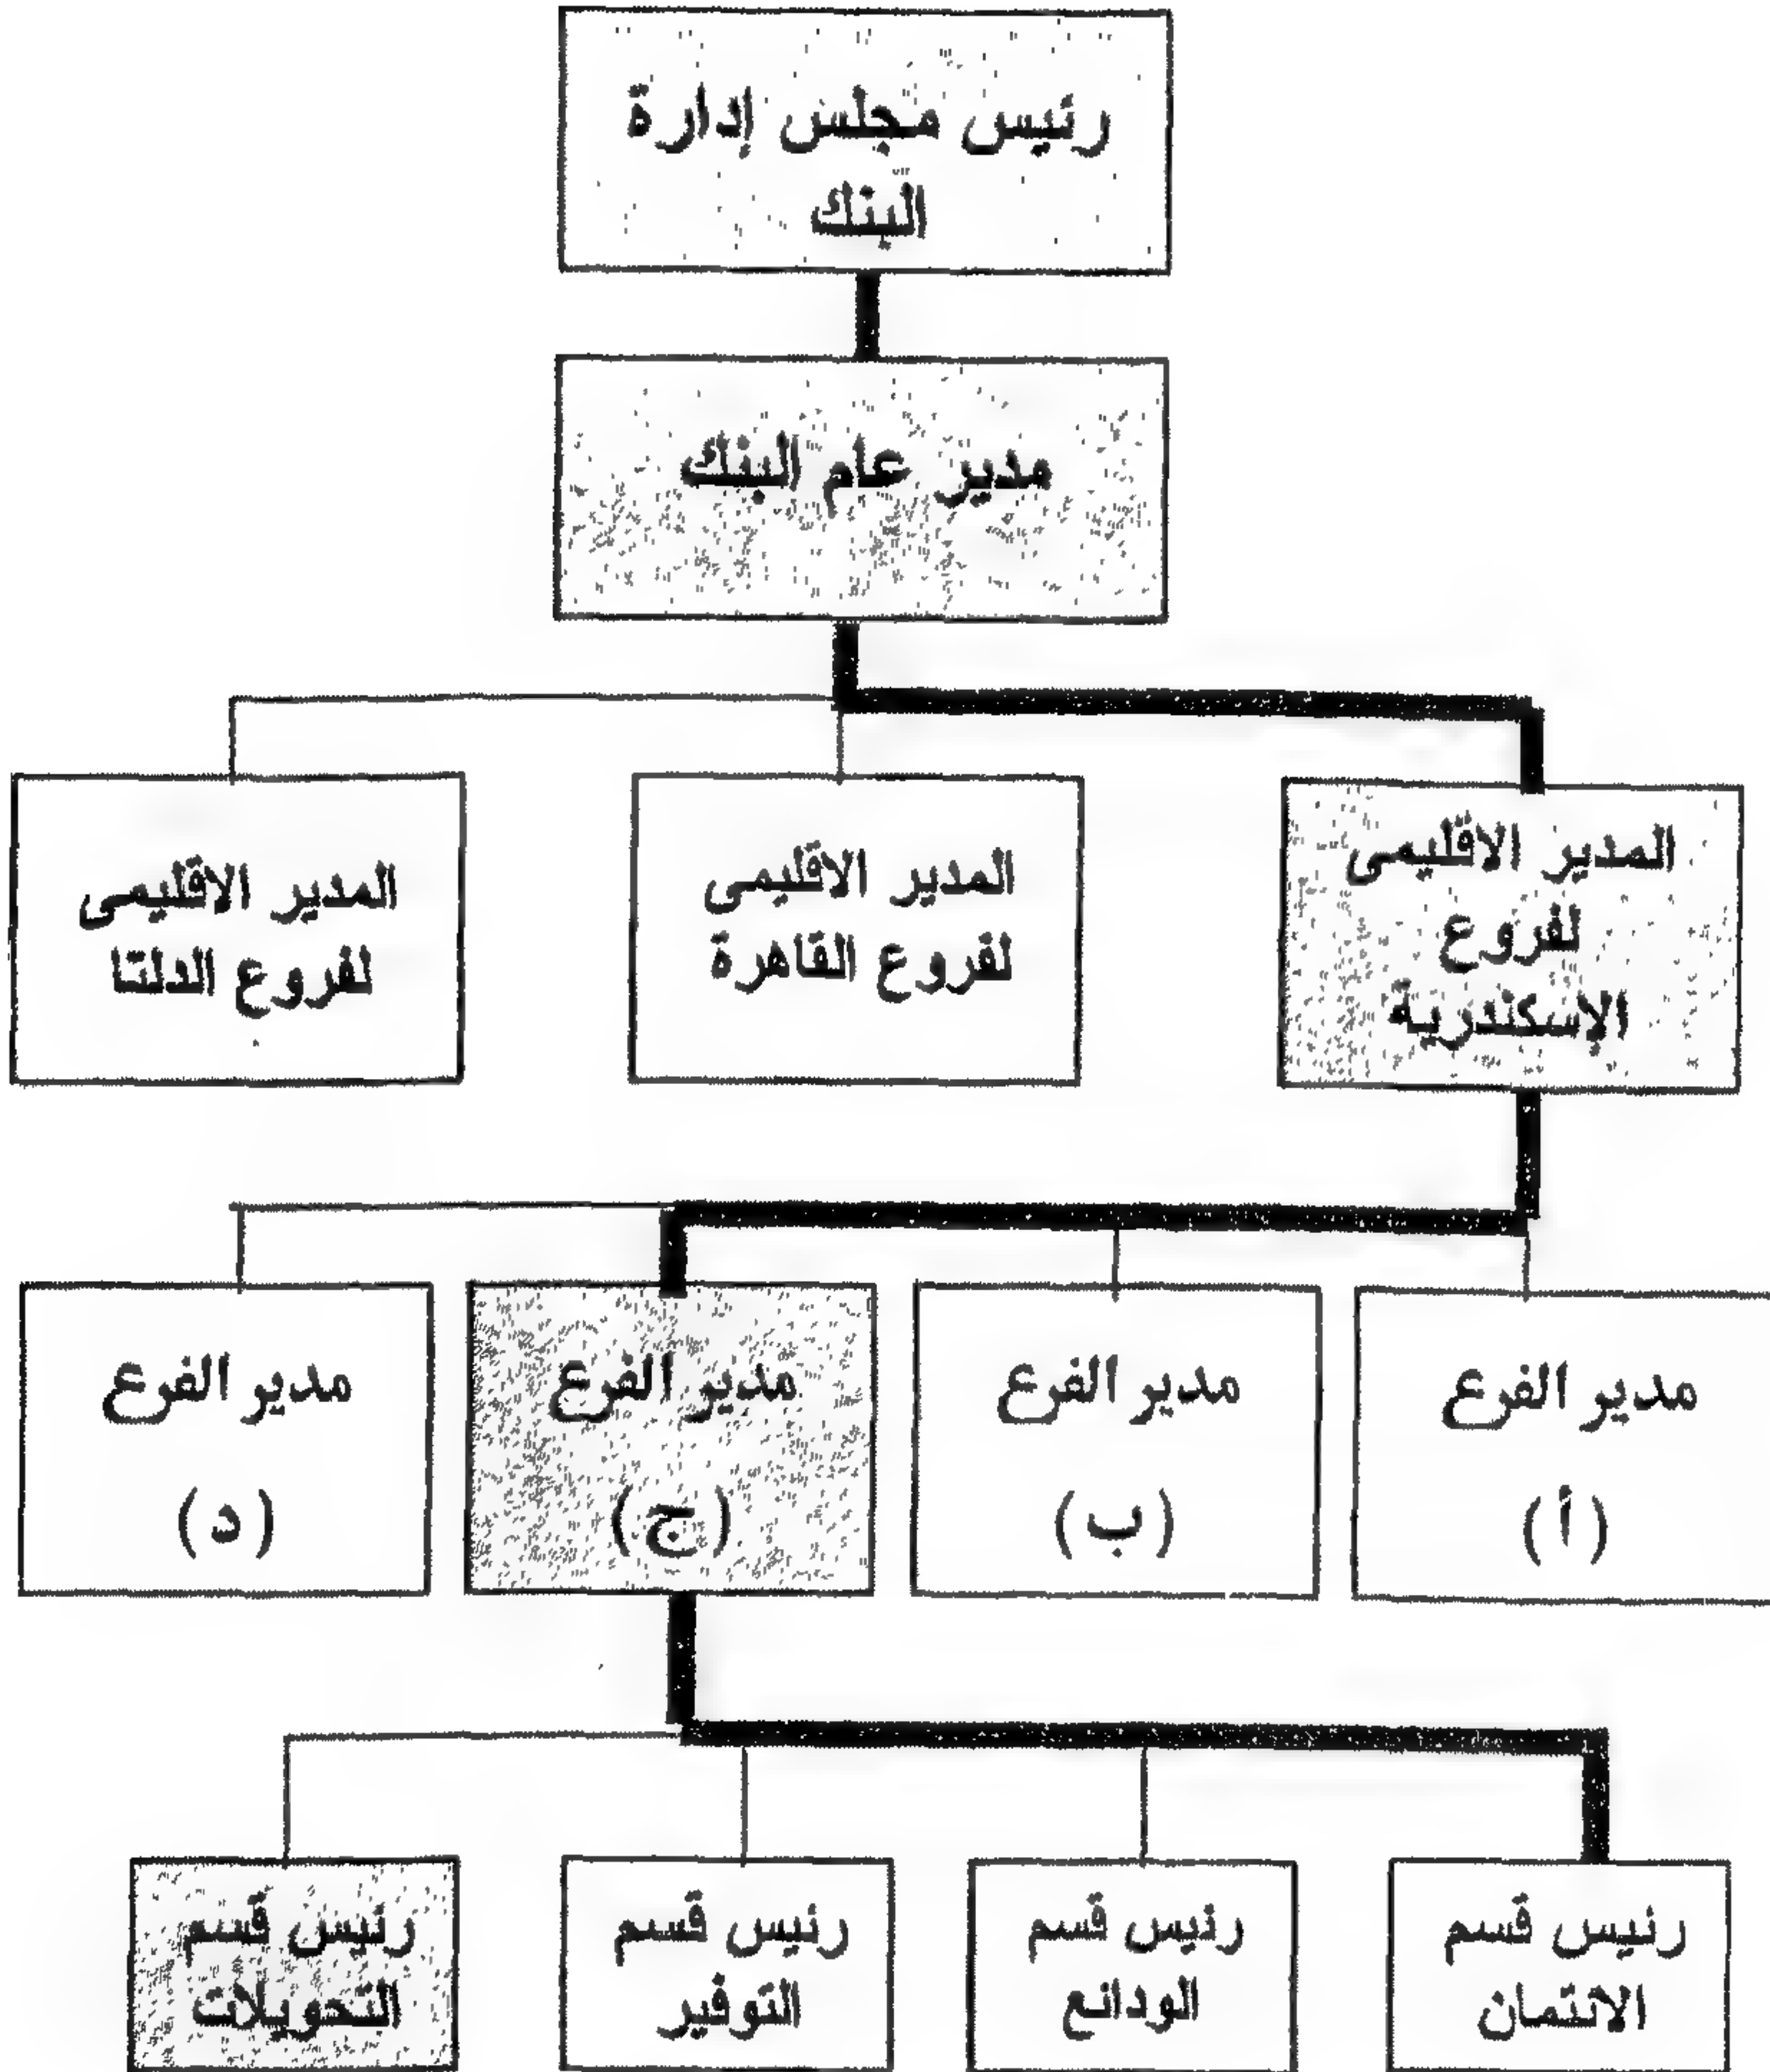 رئيس مجلس إدارة
البنك
مدير عام البنك
المدير الاقليمى
لفروع
الإسكندرية
المدير الاقليمى
لفروع القاهرة
المدير الاقليمى
لفروع الدلتا
مدير الفرع
(أ)
مدير الفرع
(ب)
مدير الفرع
(ج)
مدير الفرع
(د)
رئيس قسم
الائتمان
رئيس قسم
الودائع
رئيس قسم
التوفير
رئيس قسم
التحويلات